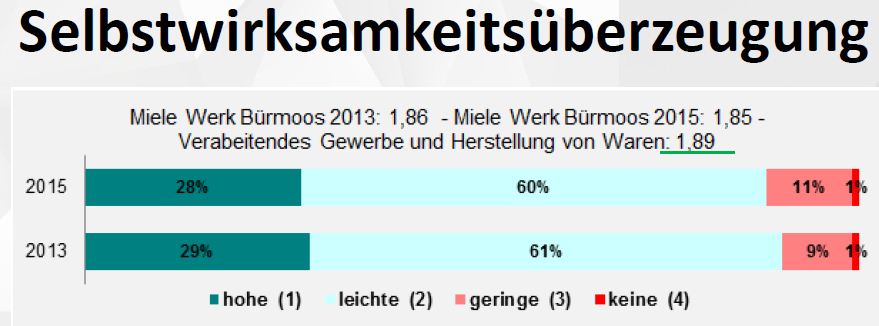 Selbstwirksamkeitsüberzeugung
Miele Werk Bürmoos 2013: 1,86 - Miele Werk Bürmoos 2015: 1,85 -
Verabeitendes Gewerbe und Herstellung von Waren: 1,89
2015 28% 60% 11% 1%
2013 29% 61% 9% 1%
hohe (1) leichte (2) geringe (3) keine (4)